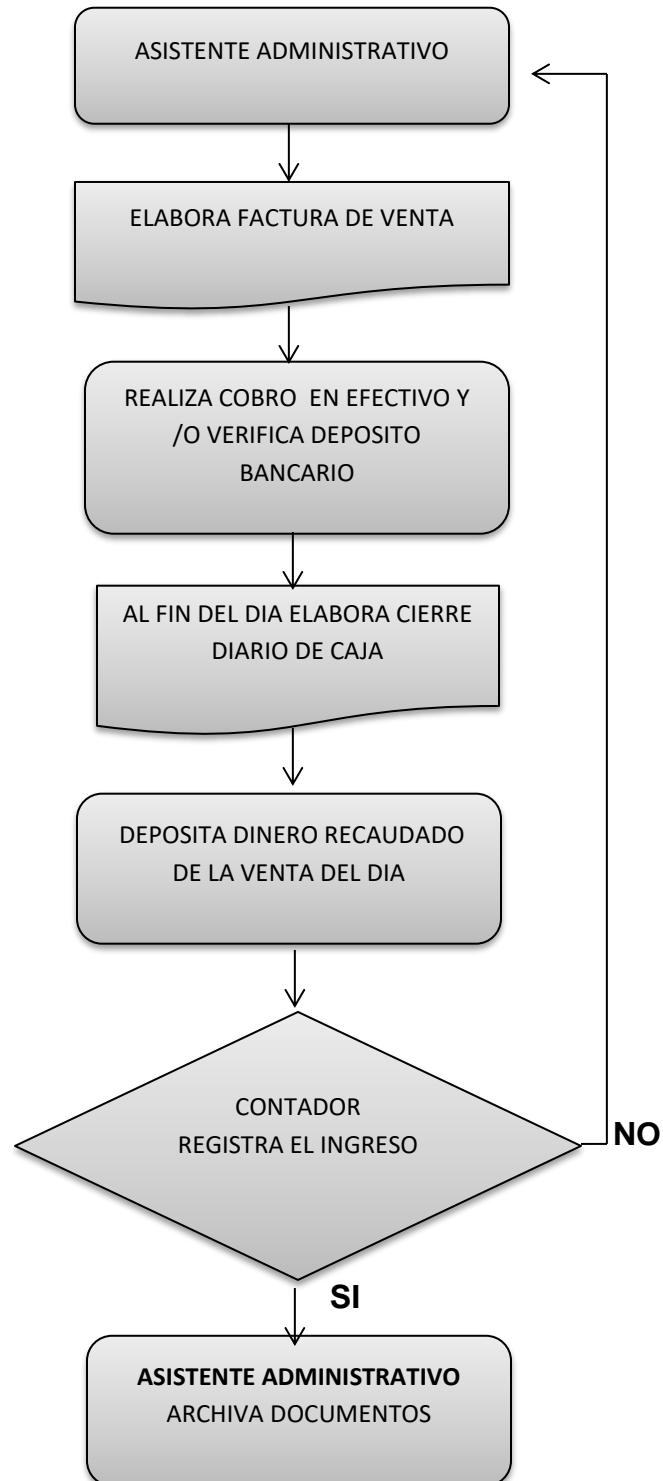 ASISTENTE ADMINISTRATIVO
ELABORA FACTURA DE VENTA
REALIZA COBRO EN EFECTIVO Y
/O VERIFICA DEPOSITO
BANCARIO
AL FIN DEL DIA ELABORA CIERRE
DIARIO DE CAJA
DEPOSITA DINERO RECAUDADO
DE LA VENTA DEL DIA
CONTADOR
REGISTRA EL INGRESO
NO
SI
ASISTENTE ADMINISTRATIVO
ARCHIVA DOCUMENTOS